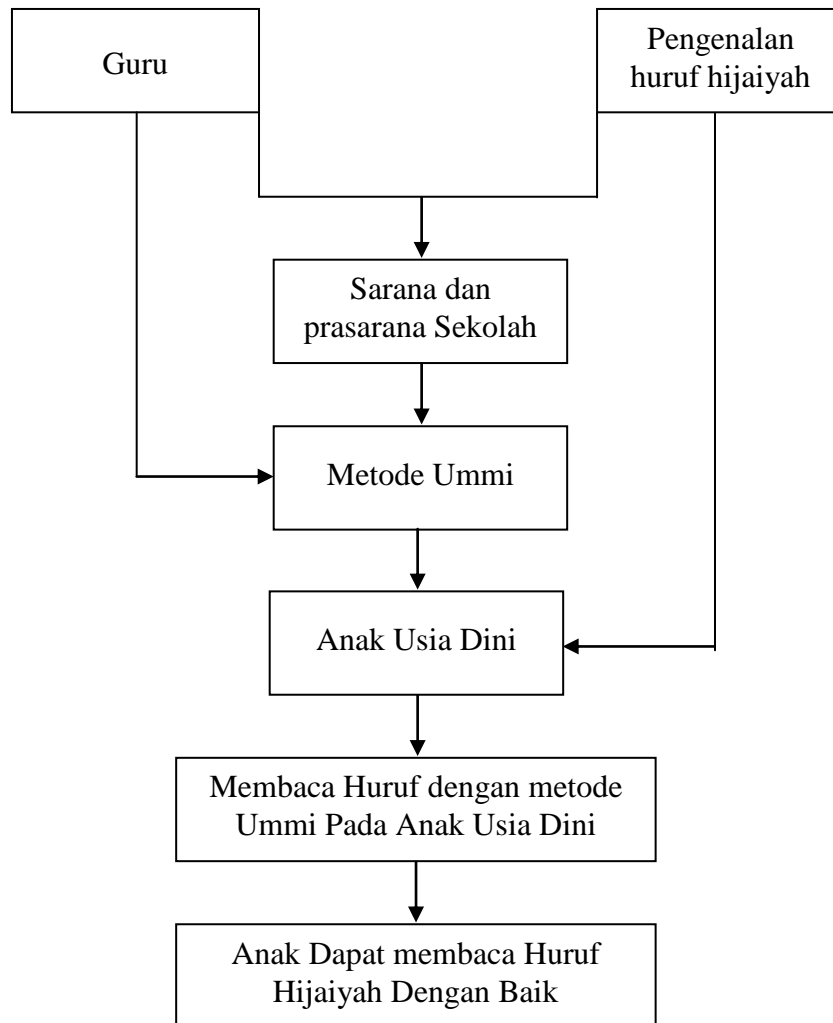 Guru
Pengenalan
huruf hijaiyah
Sarana dan
prasarana Sekolah
Metode Ummi
Anak Usia Dini
Membaca Huruf dengan metode
Ummi Pada Anak Usia Dini
Anak Dapat membaca Huruf
Hijaiyah Dengan Baik